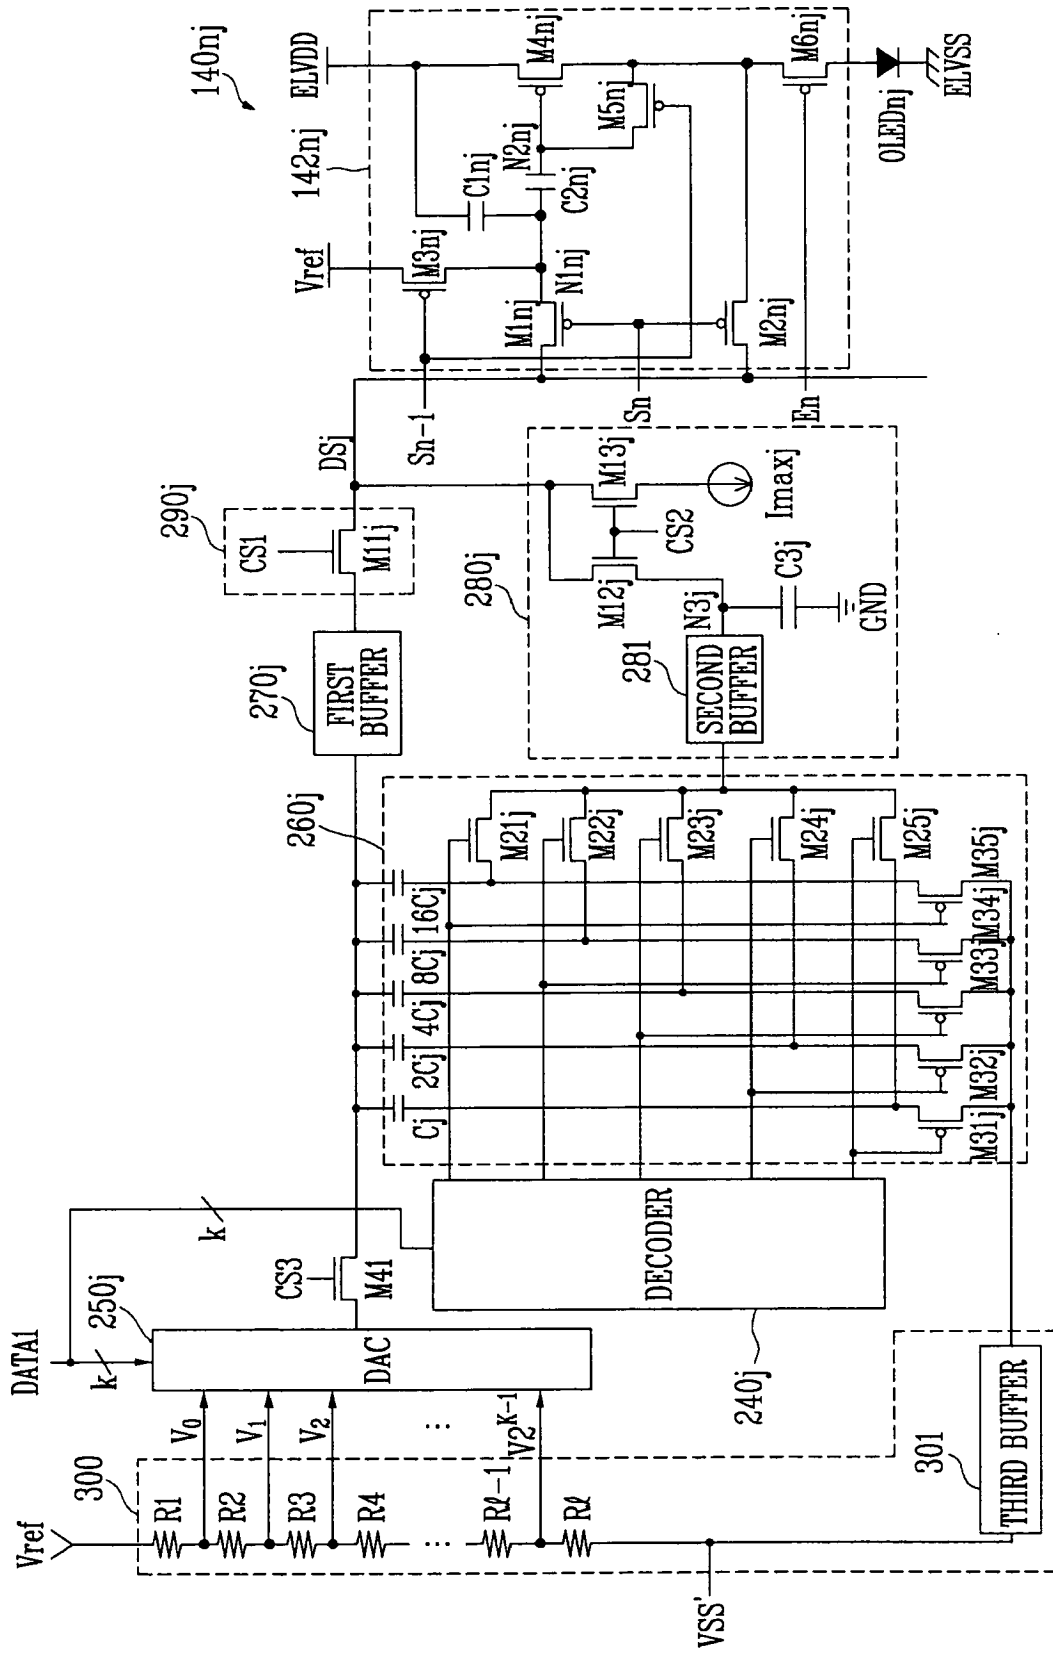 Vref
300
R1
R2
R3
R4
...
Rℓ-1
Rℓ
VSS'
301
THIRD BUFFER
V0
V1
V2
...
V2K-1
DATA1
k
250j
DAC
CS3
M41
k
DECODER
240j
Cj
2Cj
4Cj
8Cj
16Cj
260j
M21j
M22j
M23j
M24j
M25j
M31j
M32j
M33j
M34j
M35j
270j
FIRST
BUFFER
290j
CS1
M11j
DSj
280j
281
SECOND
BUFFER
N3j
M12j
M13j
CS2
C3j
GND
Imaxj
Sn-1
Sn
En
140nj
142nj
Vref
ELVDD
M3nj
M1nj
N1nj
C1nj
C2nj
N2nj
M4nj
M5nj
M2nj
M6nj
OLEDnj
ELVSS